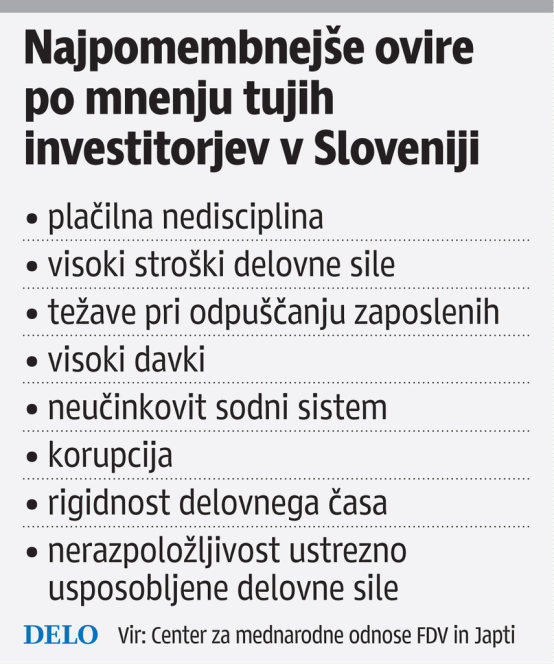 Najpomembnejše ovire
po mnenju tujih
investitorjev v Sloveniji
• plačilna nedisciplina
• visoki stroški delovne sile
• težave pri odpuščanju zaposlenih
• visoki davki
• neučinkovit sodni sistem
• korupcija
• rigidnost delovnega časa
• nerazpoložljivost ustrezno
usposobljene delovne sile
DELO Vir: Center za mednarodne odnose FDV in Japti